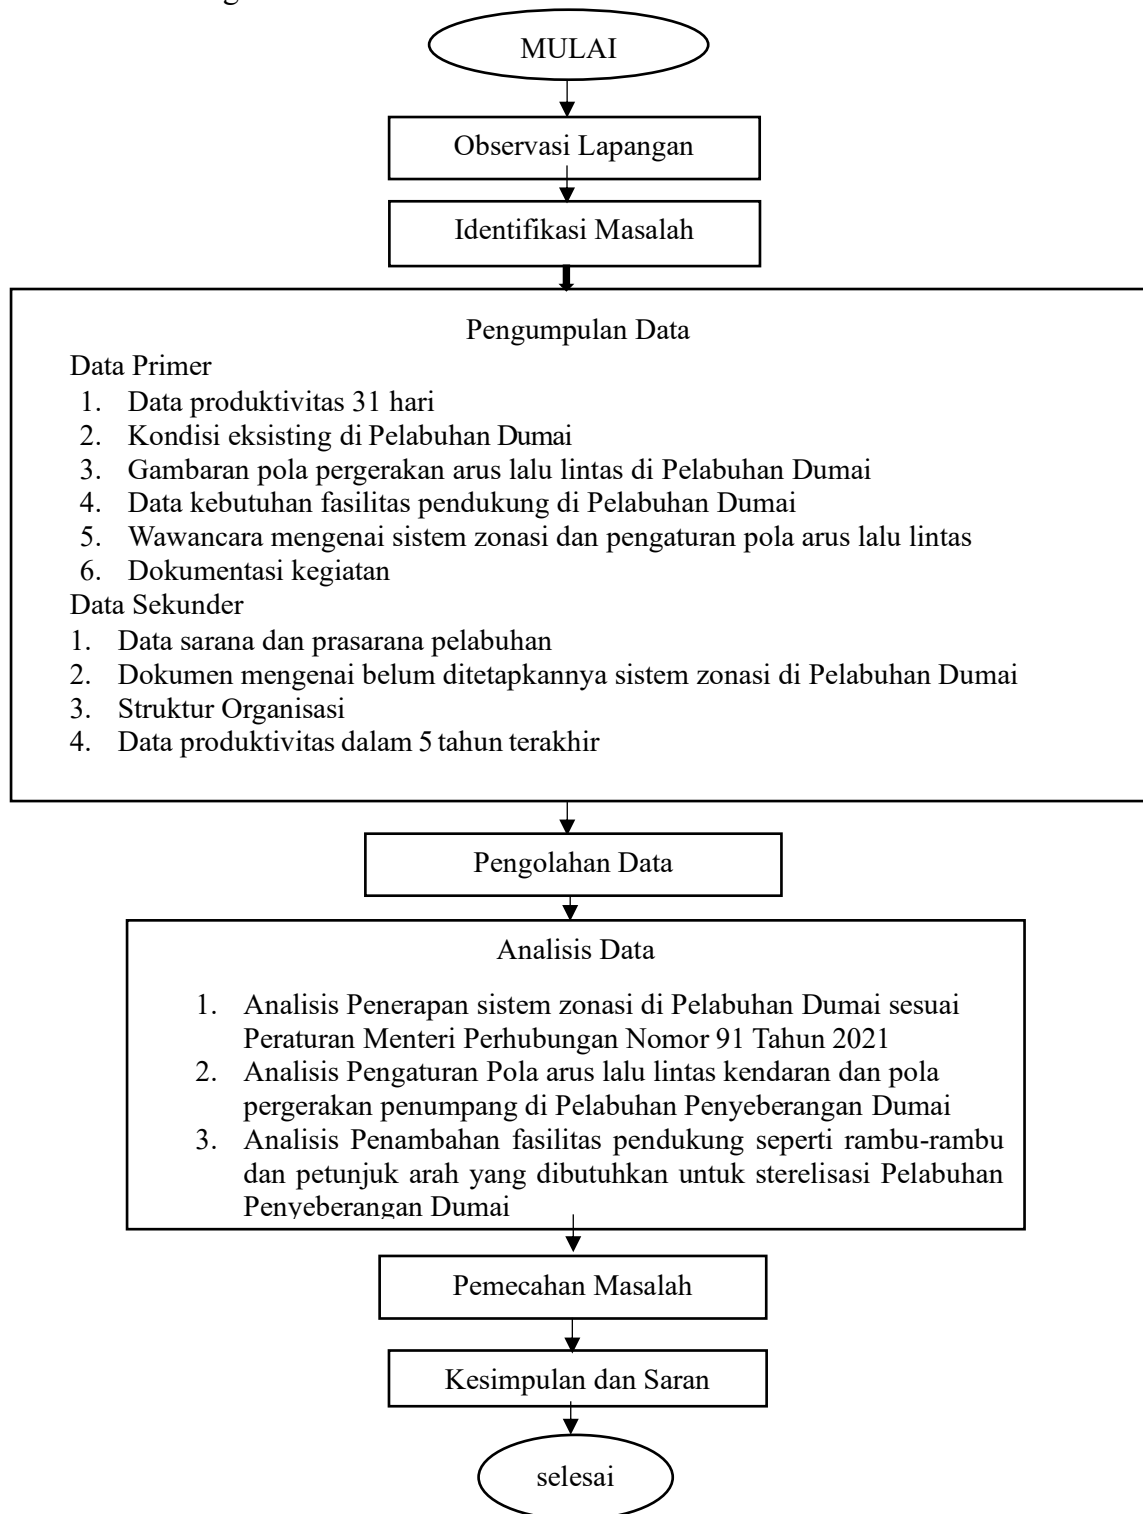 MULAI
Observasi Lapangan
Identifikasi Masalah
Pengumpulan Data
Data Primer
1. Data produktivitas 31 hari
2. Kondisi eksisting di Pelabuhan Dumai
3. Gambaran pola pergerakan arus lalu lintas di Pelabuhan Dumai
4. Data kebutuhan fasilitas pendukung di Pelabuhan Dumai
5. Wawancara mengenai sistem zonasi dan pengaturan pola arus lalu lintas
6. Dokumentasi kegiatan
Data Sekunder
1. Data sarana dan prasarana pelabuhan
2. Dokumen mengenai belum ditetapkannya sistem zonasi di Pelabuhan Dumai
3. Struktur Organisasi
4. Data produktivitas dalam 5 tahun terakhir
Pengolahan Data
Analisis Data
1. Analisis Penerapan sistem zonasi di Pelabuhan Dumai sesuai
Peraturan Menteri Perhubungan Nomor 91 Tahun 2021
2. Analisis Pengaturan Pola arus lalu lintas kendaran dan pola
pergerakan penumpang di Pelabuhan Penyeberangan Dumai
3. Analisis Penambahan fasilitas pendukung seperti rambu-rambu
dan petunjuk arah yang dibutuhkan untuk sterelisasi Pelabuhan
Penyeberangan Dumai
Pemecahan Masalah
Kesimpulan dan Saran
selesai